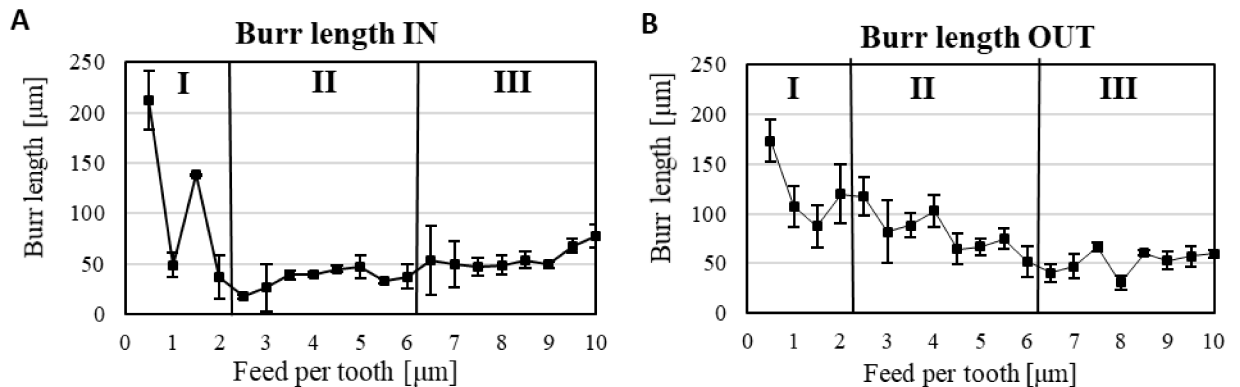 A
Burr length IN
Burr length [μm]
250
200
150
100
50
0
I
II
III
0 1 2 3 4 5 6 7 8 9 10
Feed per tooth [μm]
B
Burr length OUT
Burr length [μm]
250
200
150
100
50
0
I
II
III
0 1 2 3 4 5 6 7 8 9 10
Feed per tooth [μm]